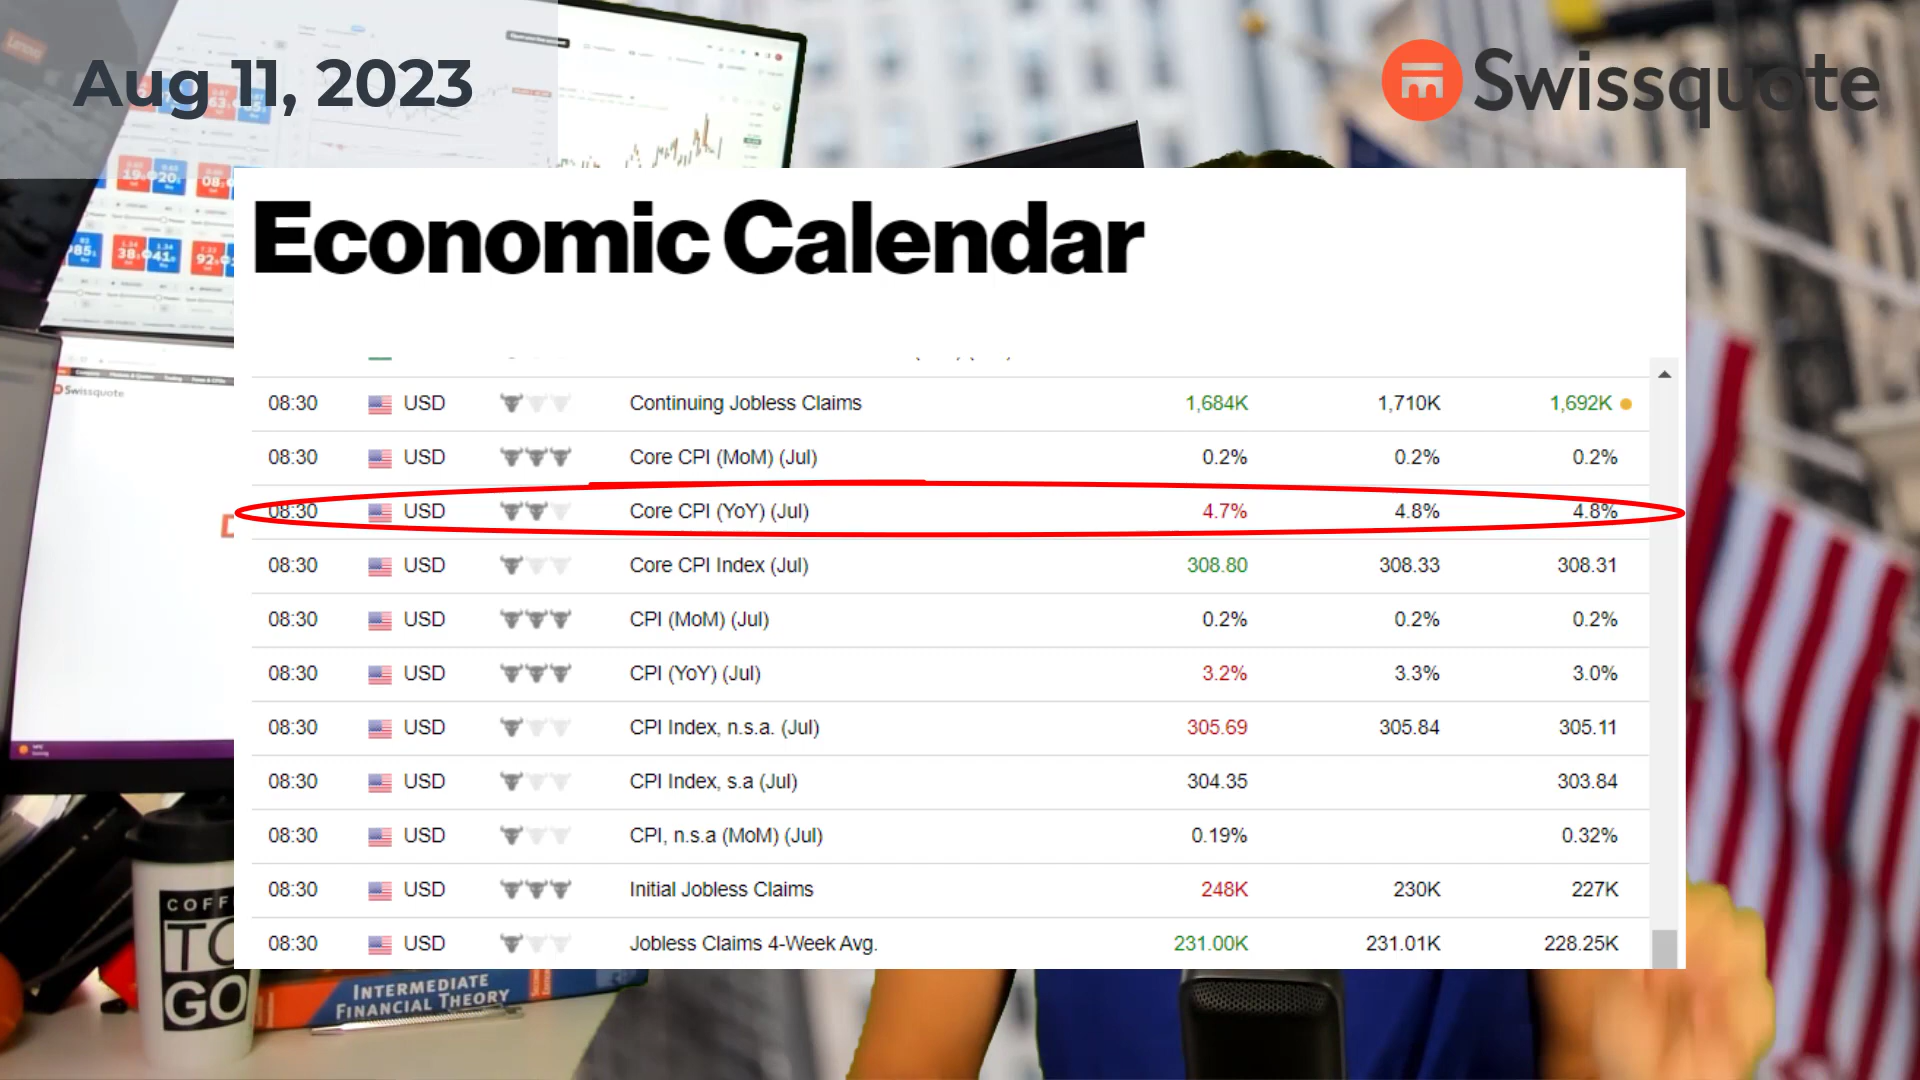 Aug 11, 2023
Swissquote
Economic Calendar
08:30 USD Continuing Jobless Claims 1,684K 1,710K 1,692K
08:30 USD Core CPI (MoM) (Jul) 0.2% 0.2% 0.2%
08:30 USD Core CPI (YoY) (Jul) 4.7% 4.8% 4.8%
08:30 USD Core CPI Index (Jul) 308.80 308.33 308.31
08:30 USD CPI (MoM) (Jul) 0.2% 0.2% 0.2%
08:30 USD CPI (YoY) (Jul) 3.2% 3.3% 3.0%
08:30 USD CPI Index, n.s.a. (Jul) 305.69 305.84 305.11
08:30 USD CPI Index, s.a (Jul) 304.35 303.84
08:30 USD CPI, n.s.a (MoM) (Jul) 0.19% 0.32%
08:30 USD Initial Jobless Claims 248K 230K 227K
08:30 USD Jobless Claims 4-Week Avg. 231.00K 231.01K 228.25K
Swissquote
COFF
TO
GO
INTERMEDIATE
FINANCIAL THEORY